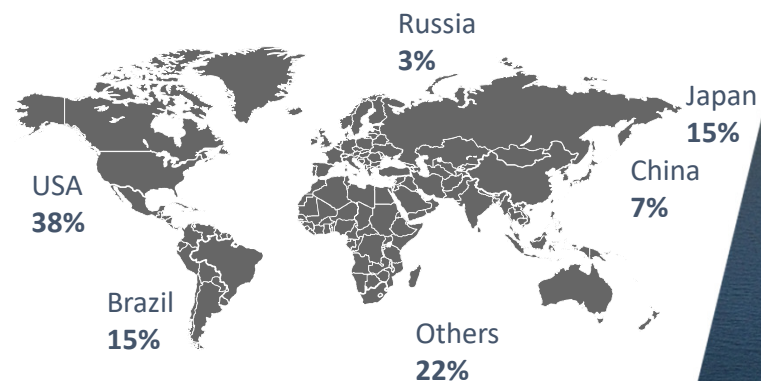 Russia
3%
Japan
15%
China
7%
USA
38%
Brazil
15%
Others
22%